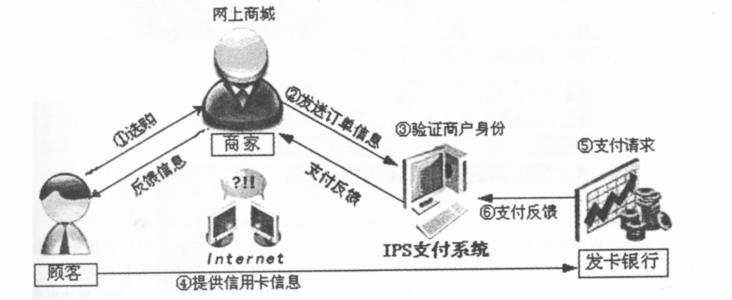 网上商城
①选购
②发送订单信息
③验证商户身份
⑤支付请求
商家
反馈信息
支付反馈
?!!
⑥支付反馈
Internet
IPS支付系统
发卡银行
顾客
④提供信用卡信息